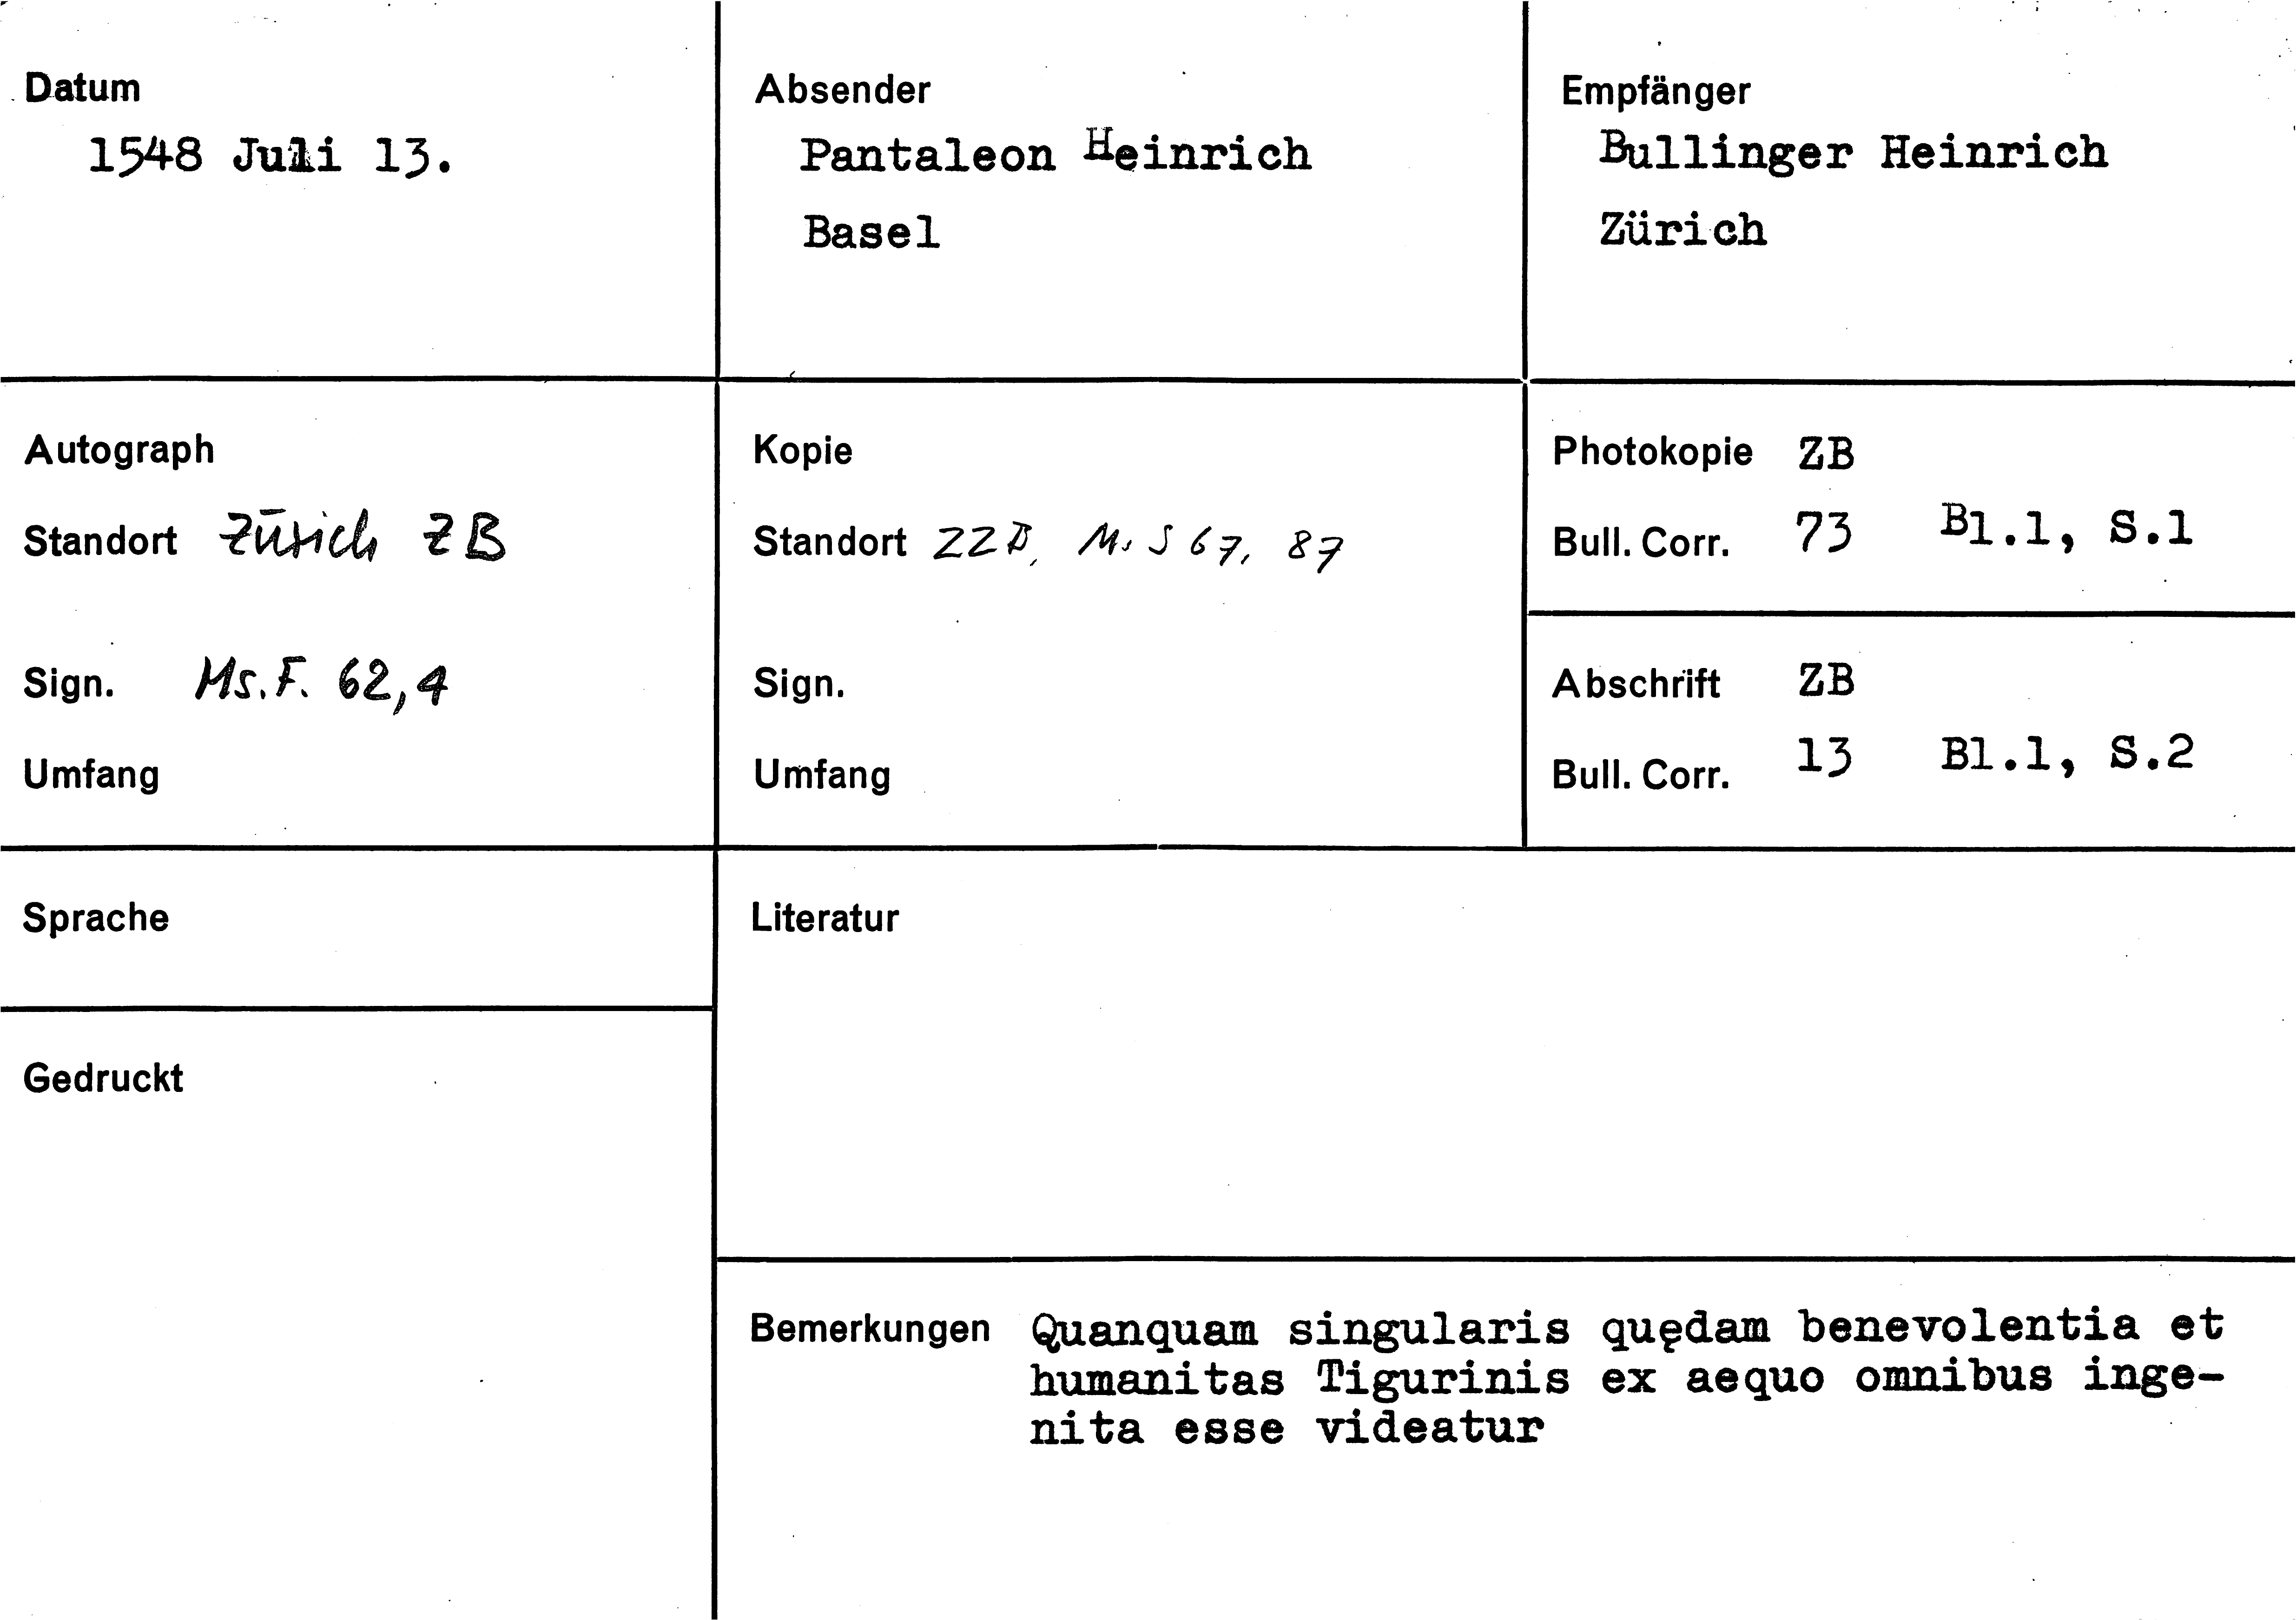 Datum
1548 Juli 13.
Absender
Pantaleon Heinrich
Basel
Empfänger
Bullinger Heinrich
Zürich
Autograph
Standort Zürich ZB
Sign. Ms. F. 62,4
Umfang
Kopie
Standort ZZB, Ms S 67, 87
Sign.
Umfang
Photokopie ZB
Bull. Corr. 73 Bl.1, S.1
Abschrift ZB
Bull. Corr. 13 Bl.1, S.2
Sprache
Literatur
Gedruckt
Bemerkungen Quanquam singularis quędam benevolentia et
humanitas Tigurinis ex aequo omnibus inge-
nita esse videatur